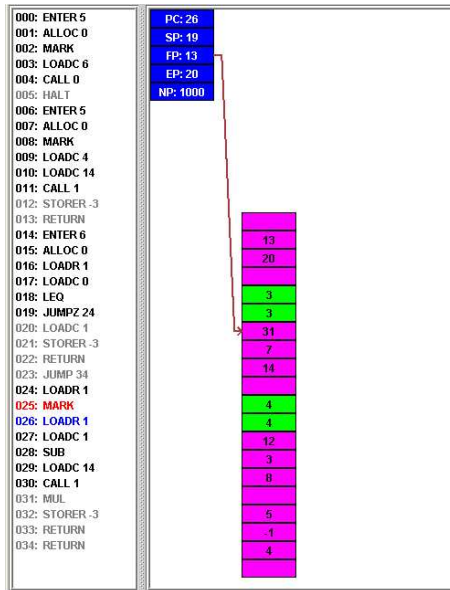 000: ENTER 5
001: ALLOC 0
002: MARK
003: LOADC 6
004: CALL 0
005: HALT
006: ENTER 5
007: ALLOC 0
008: MARK
009: LOADC 4
010: LOADC 14
011: CALL 1
012: STORER -3
013: RETURN
014: ENTER 6
015: ALLOC 0
016: LOADR 1
017: LOADC 0
018: LEQ
019: JUMPZ 24
020: LOADC 1
021: STORER -3
022: RETURN
023: JUMP 34
024: LOADR 1
025: MARK
026: LOADR 1
027: LOADC 1
028: SUB
029: LOADC 14
030: CALL 1
031: MUL
032: STORER -3
033: RETURN
034: RETURN
PC: 26
SP: 19
FP: 13
EP: 20
NP: 1000
13
20
3
3
31
7
14
4
4
12
3
8
5
-1
4